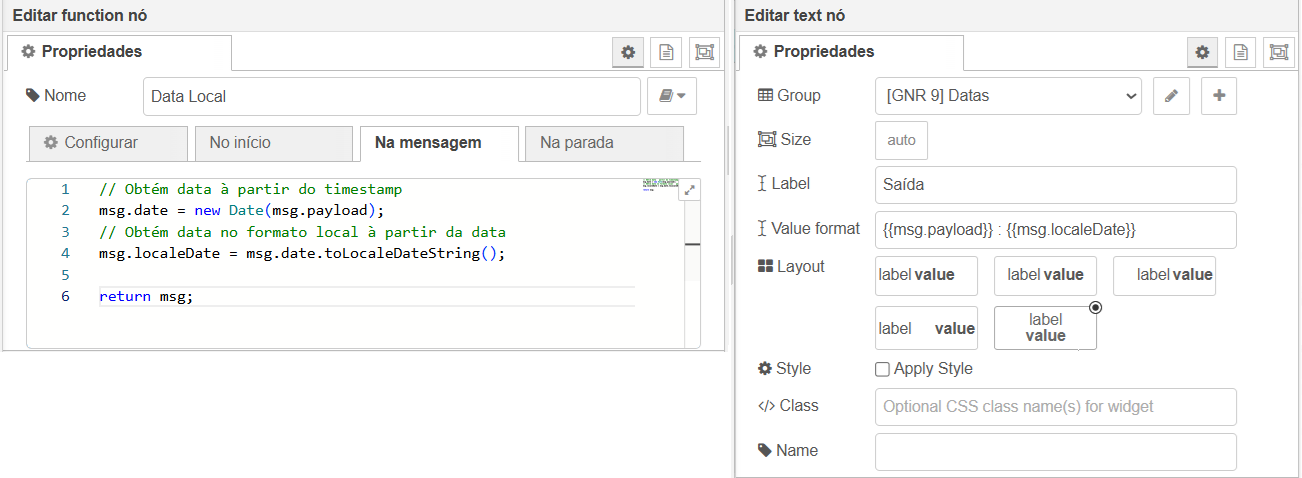 Editar function nó
Propriedades
Nome
Data Local
Configurar
No início
Na mensagem
Na parada
1 // Obtém data à partir do timestamp
2 msg.date = new Date(msg.payload);
3 // Obtém data no formato local à partir da data
4 msg.localeDate = msg.date.toLocaleDateString();
5
6 return msg;
Editar text nó
Propriedades
Group [GNR 9] Datas
Size auto
Label Saída
Value format {{msg.payload}} : {{msg.localeDate}}
Layout label value label value label value
label value label
value
Style Apply Style
</> Class Optional CSS class name(s) for widget
Name